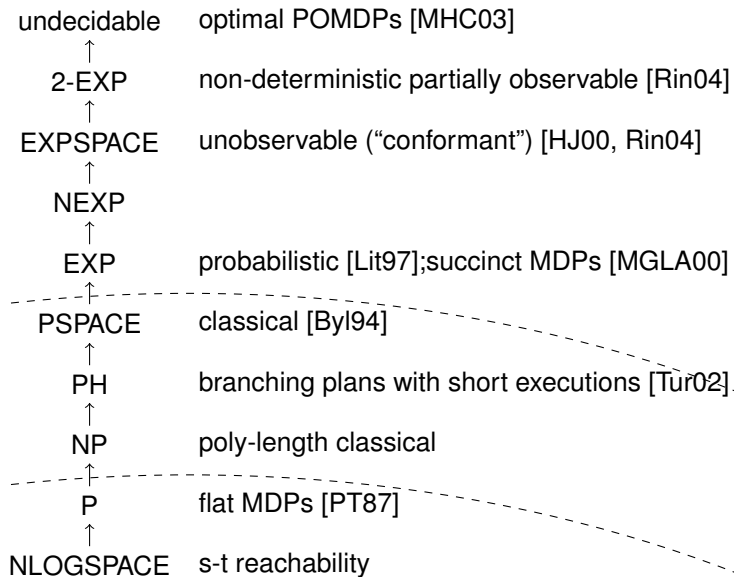 undecidable optimal POMDPs [MHC03]
2-EXP non-deterministic partially observable [Rin04]
EXPSPACE unobservable (“conformant”) [HJ00, Rin04]
NEXP
EXP probabilistic [Lit97];succinct MDPs [MGLA00]
PSPACE classical [Byl94]
PH branching plans with short executions [Tur02]
NP poly-length classical
P flat MDPs [PT87]
NLOGSPACE s-t reachability